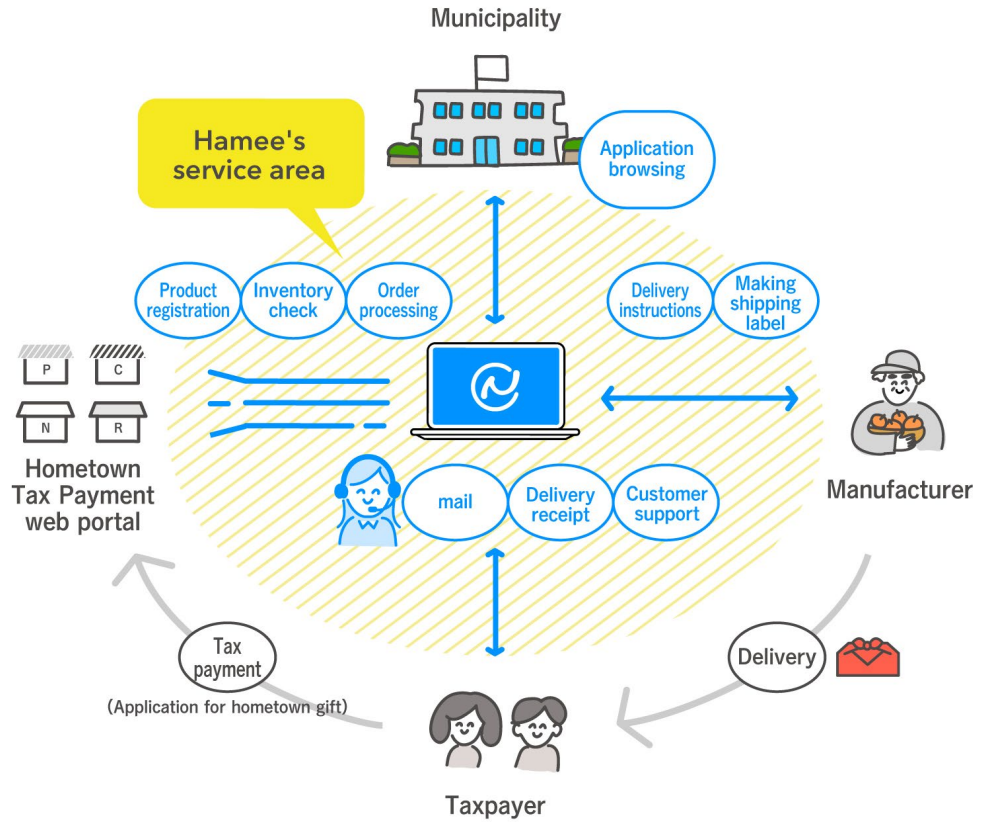 Municipality
Hamee's
service area
Application
browsing
Product
registration
Inventory
check
Order
processing
Delivery
instructions
Making
shipping
label
P
C
N
R
Hometown
Tax Payment
web portal
Manufacturer
mail
Delivery
receipt
Customer
support
Tax
payment
(Application for hometown gift)
Delivery
Taxpayer